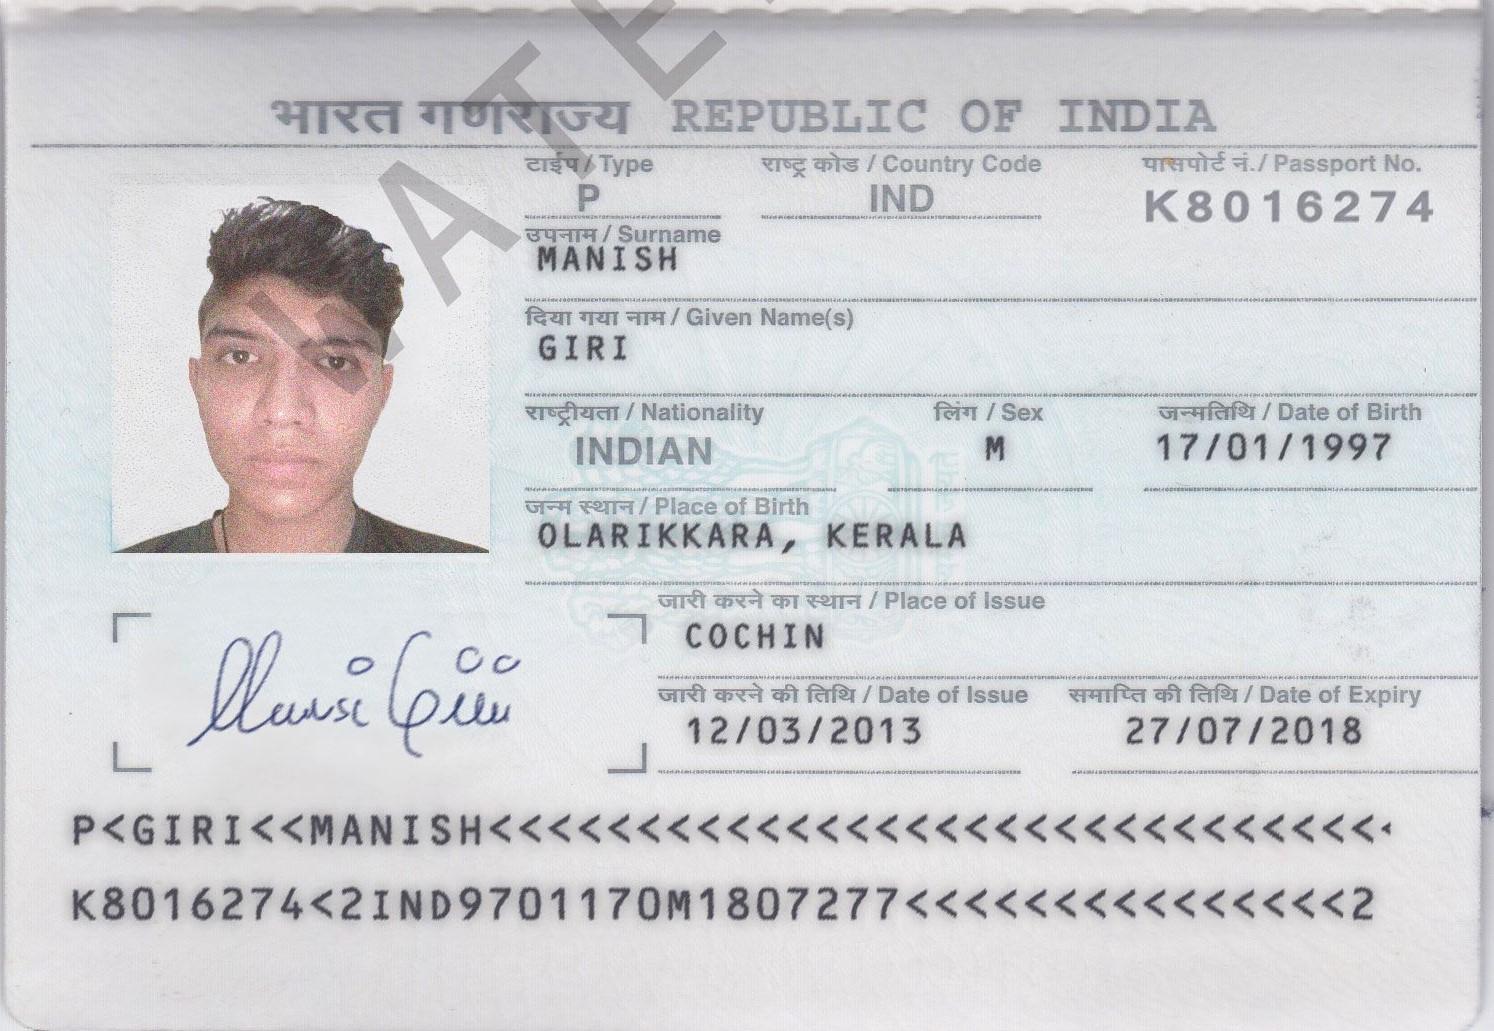 भारत गणराज्य REPUBLIC OF INDIA
टाईप / Type
राष्ट्र कोड / Country Code
पासपोर्ट नं. / Passport No.
P
IND
K8016274
उपनाम / Surname
MANISH
दिया गया नाम / Given Name(s)
GIRI
राष्ट्रीयता / Nationality
लिंग / Sex
जन्मतिथि / Date of Birth
INDIAN
M
17/01/1997
जन्म स्थान / Place of Birth
OLARIKKARA, KERALA
जारी करने का स्थान / Place of Issue
COCHIN
जारी करने की तिथि / Date of Issue
समाप्ति की तिथि / Date of Expiry
12/03/2013
27/07/2018
P<GIRI<<MANISH<<<<<<<<<<<<<<<<<<<<<<<<<<<<<<
K8016274<2IND9701170M1807277<<<<<<<<<<<<<<<2